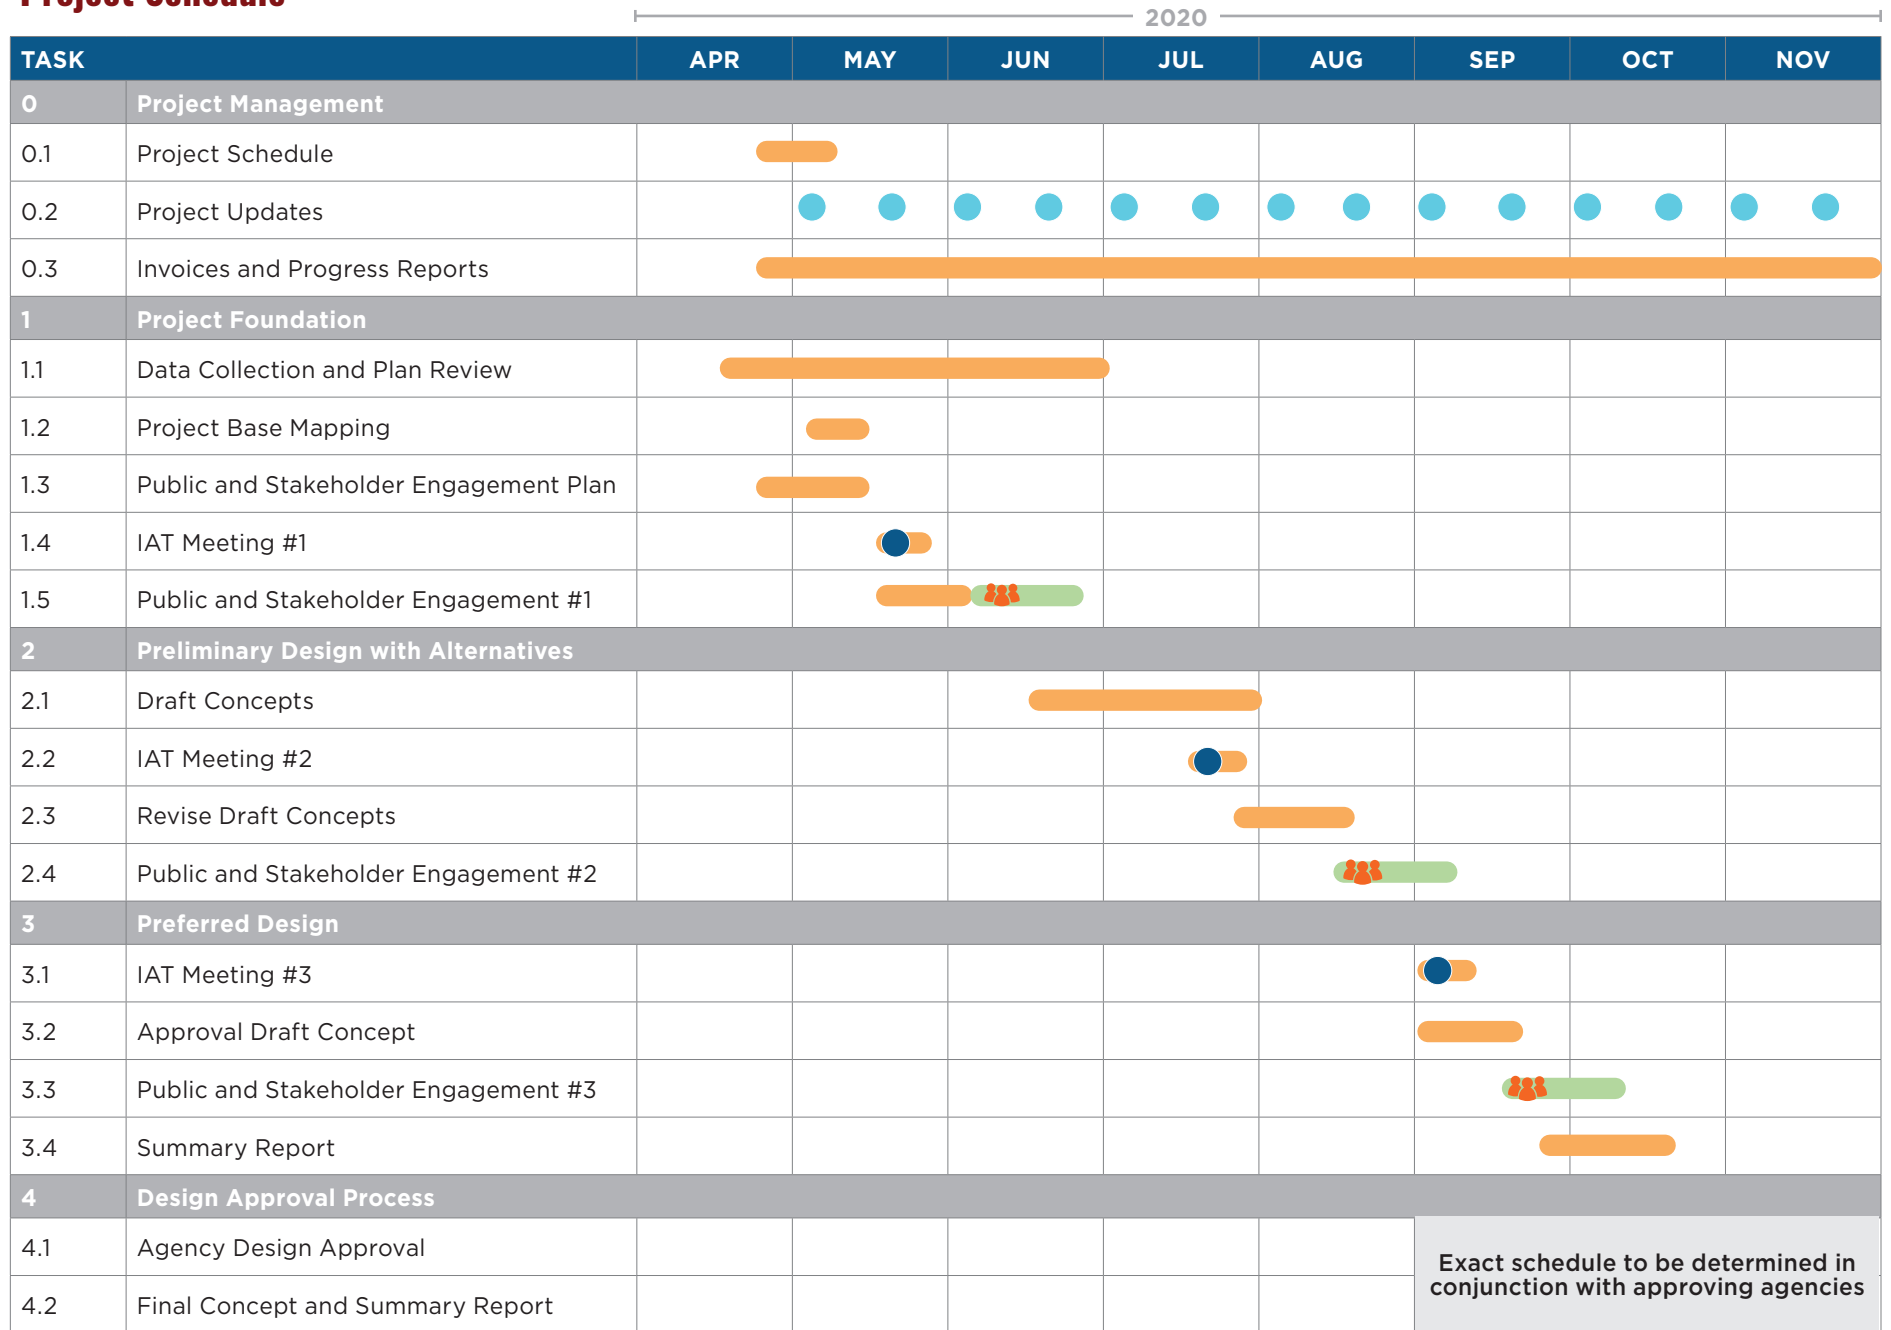 Project Schedule
2020
TASK APR MAY JUN JUL AUG SEP OCT NOV
0 Project Management
0.1 Project Schedule
0.2 Project Updates
0.3 Invoices and Progress Reports
1 Project Foundation
1.1 Data Collection and Plan Review
1.2 Project Base Mapping
1.3 Public and Stakeholder Engagement Plan
1.4 IAT Meeting #1
1.5 Public and Stakeholder Engagement #1
2 Preliminary Design with Alternatives
2.1 Draft Concepts
2.2 IAT Meeting #2
2.3 Revise Draft Concepts
2.4 Public and Stakeholder Engagement #2
3 Preferred Design
3.1 IAT Meeting #3
3.2 Approval Draft Concept
3.3 Public and Stakeholder Engagement #3
3.4 Summary Report
4 Design Approval Process
4.1 Agency Design Approval
4.2 Final Concept and Summary Report
Exact schedule to be determined in
conjunction with approving agencies